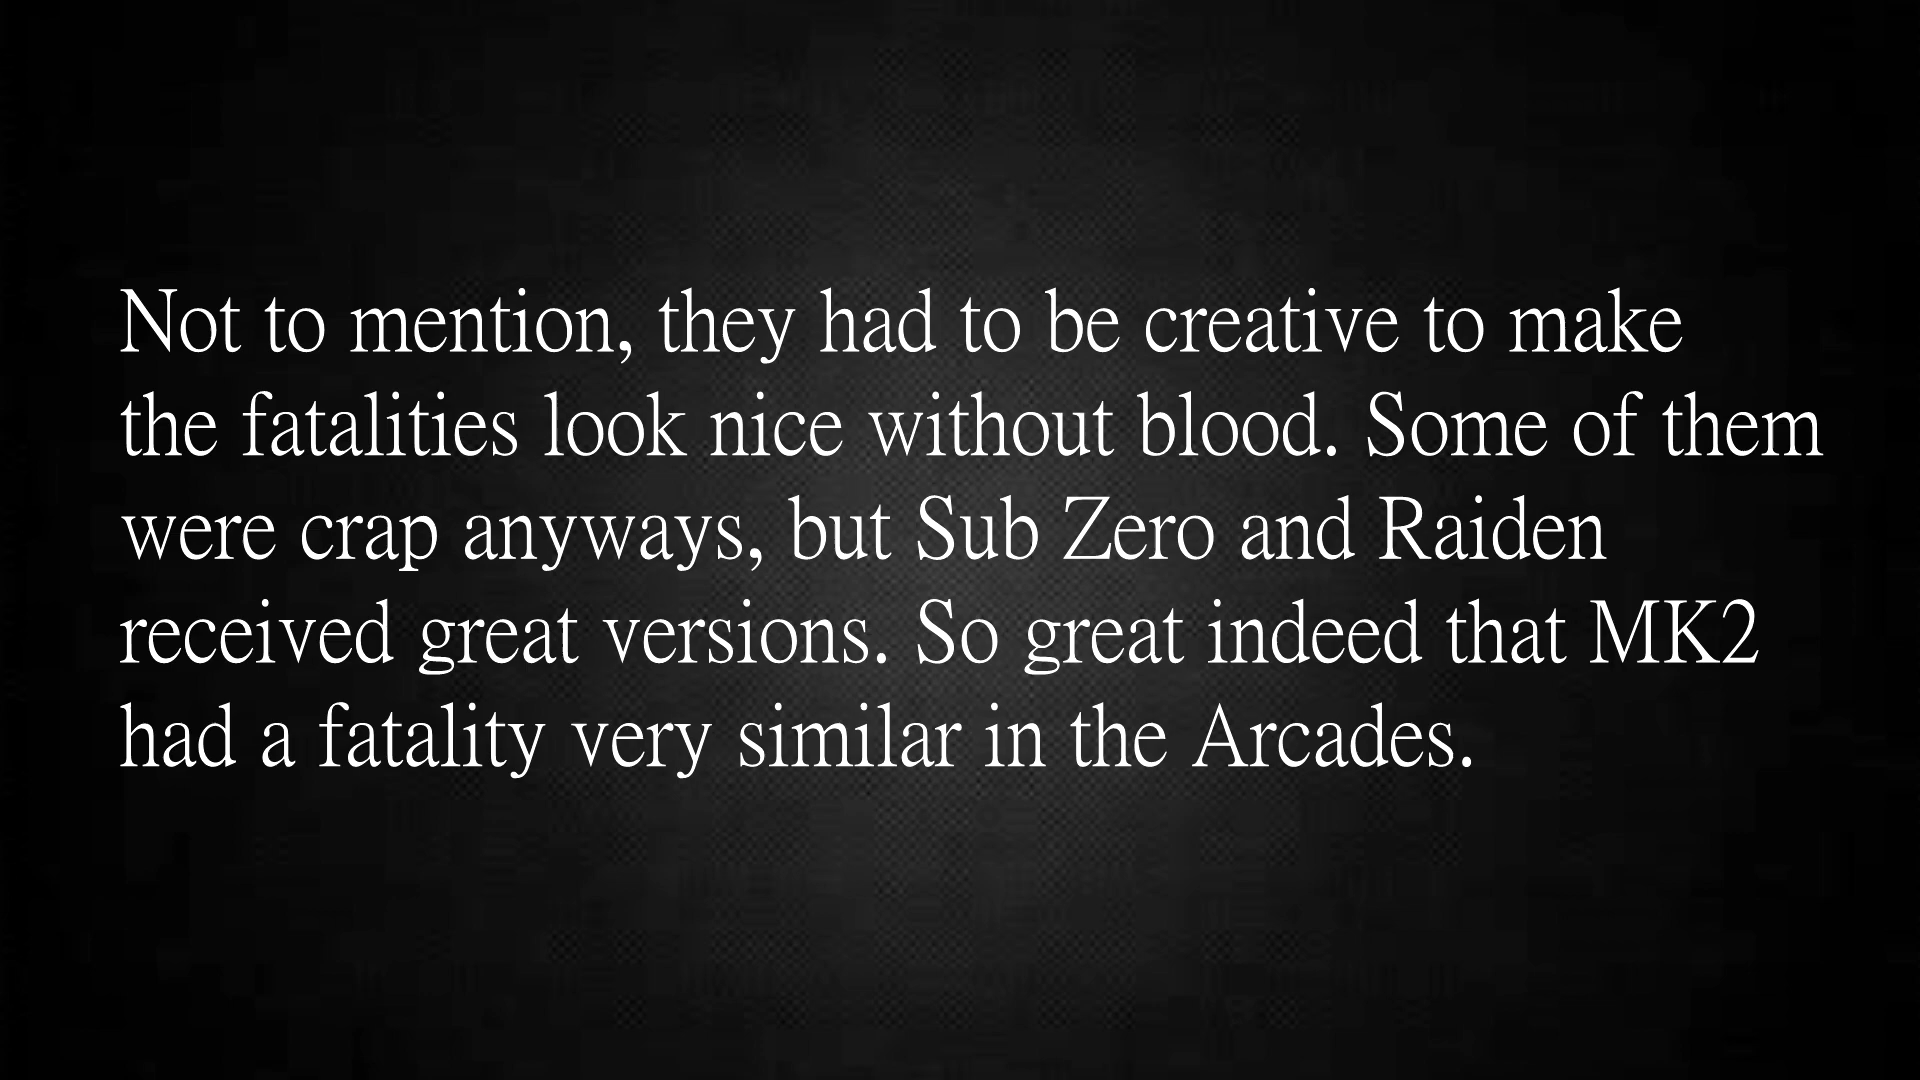 Not to mention, they had to be creative to make
the fatalities look nice without blood. Some of them
were crap anyways, but Sub Zero and Raiden
received great versions. So great indeed that MK2
had a fatality very similar in the Arcades.